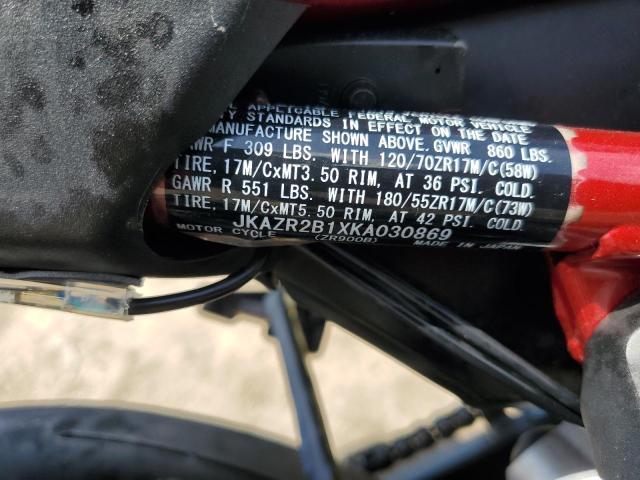 APPLICABLE FEDERAL MOTOR VEHICLE
STANDARDS IN EFFECT ON THE DATE
MANUFACTURE SHOWN ABOVE. GVWR 860 LBS.
GAWR F 309 LBS. WITH 120/70ZR17M/C(58W)
TIRE, 17M/CxMT3.50 RIM, AT 36 PSI. COLD.
GAWR R 551 LBS. WITH 180/55ZR17M/C(73W)
TIRE, 17M/CxMT5.50 RIM, AT 42 PSI. COLD.
JKAZR2B1XKA030869
MOTOR CYCLE (ZR900B) MADE IN JAPAN